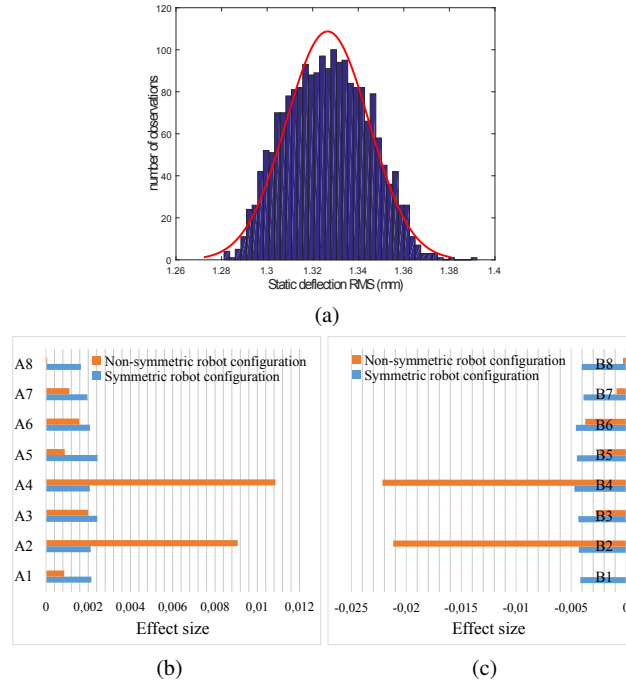 120
100
80
60
40
20
0
number of observations
1.26 1.28 1.3 1.32 1.34 1.36 1.38 1.4
Static deflection RMS (mm)
(a)
Non-symmetric robot configuration
Symmetric robot configuration
A8
A7
A6
A5
A4
A3
A2
A1
0 0,002 0,004 0,006 0,008 0,01 0,012
Effect size
(b)
Non-symmetric robot configuration
Symmetric robot configuration
B8
B7
B6
B5
B4
B3
B2
B1
-0,025 -0,02 -0,015 -0,01 -0,005 0
Effect size
(c)